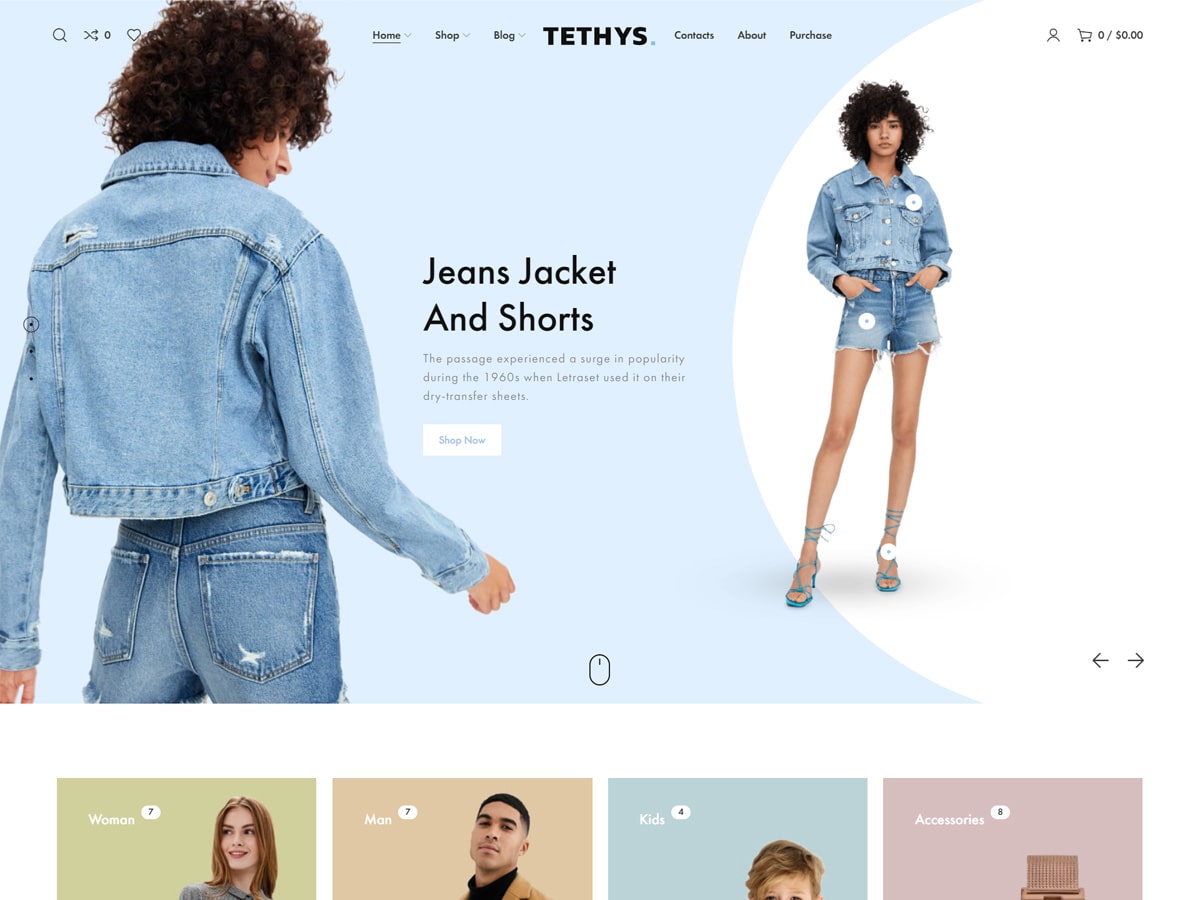 0
Home
Shop
Blog
TETHYS.
Contacts
About
Purchase
0 / $0.00
Jeans Jacket
And Shorts
The passage experienced a surge in popularity
during the 1960s when Letraset used it on their
dry-transfer sheets.
Shop Now
Woman 7
Man 7
Kids 4
Accessories 8